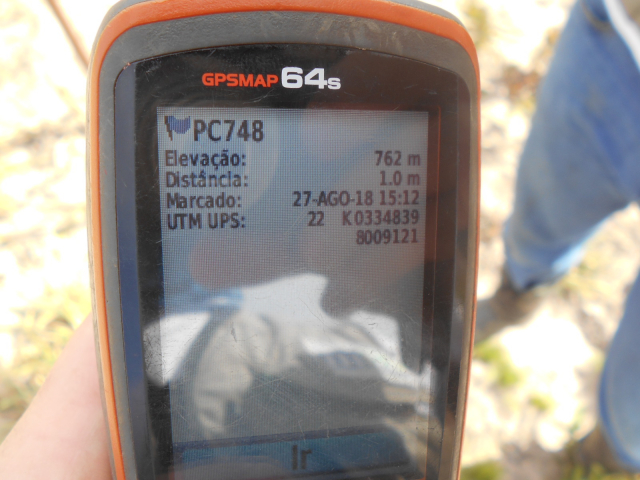 GPSMAP 64s
PC748
Elevação: 762 m
Distância: 1.0 m
Marcado: 27-AGO-18 15:12
UTM UPS: 22 K 0334839
8009121
Ir